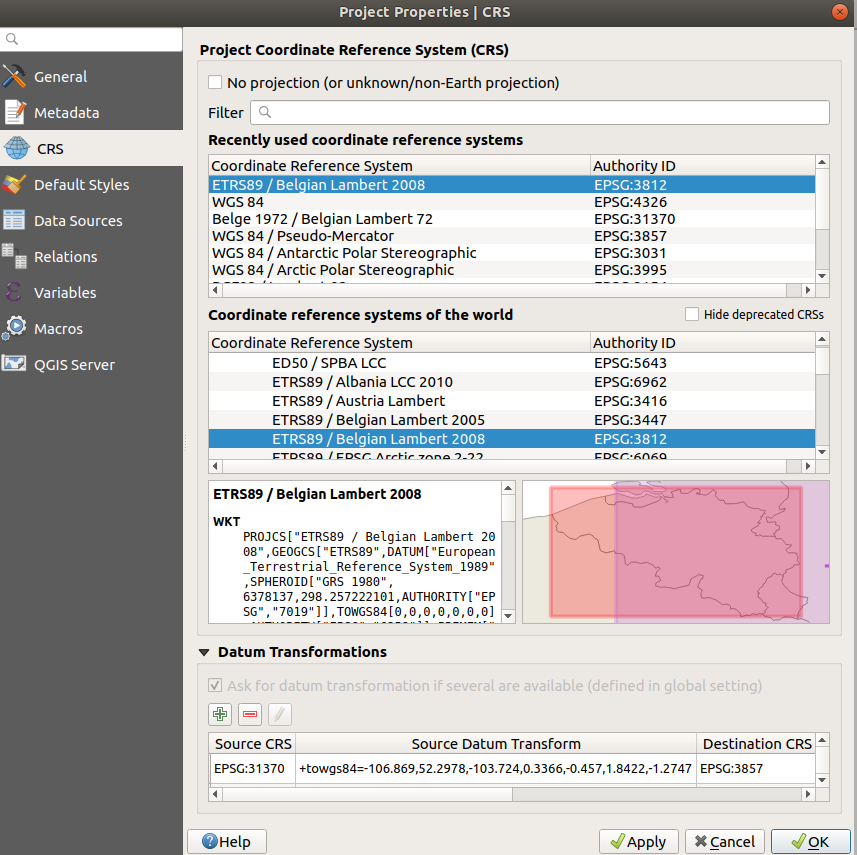 Project Properties | CRS
General
Metadata
CRS
Default Styles
Data Sources
Relations
Variables
Macros
QGIS Server
Project Coordinate Reference System (CRS)
No projection (or unknown/non-Earth projection)
Filter
Recently used coordinate reference systems
Coordinate Reference System Authority ID
ETRS89 / Belgian Lambert 2008 EPSG:3812
WGS 84 EPSG:4326
Belge 1972 / Belgian Lambert 72 EPSG:31370
WGS 84 / Pseudo-Mercator EPSG:3857
WGS 84 / Antarctic Polar Stereographic EPSG:3031
WGS 84 / Arctic Polar Stereographic EPSG:3995
Coordinate reference systems of the world
Hide deprecated CRSs
Coordinate Reference System Authority ID
ED50 / SPBA LCC EPSG:5643
ETRS89 / Albania LCC 2010 EPSG:6962
ETRS89 / Austria Lambert EPSG:3416
ETRS89 / Belgian Lambert 2005 EPSG:3447
ETRS89 / Belgian Lambert 2008 EPSG:3812
ETRS89 / EPSG Arctic zone 2-22 EPSG:6069
ETRS89 / Belgian Lambert 2008
WKT
PROJCS["ETRS89 / Belgian Lambert 20
08",GEOGCS["ETRS89",DATUM["European
_Terrestrial_Reference_System_1989"
,SPHEROID["GRS 1980",
6378137,298.257222101,AUTHORITY["EP
SG","7019"]],TOWGS84[0,0,0,0,0,0,0]
Datum Transformations
Ask for datum transformation if several are available (defined in global setting)
Source CRS Source Datum Transform Destination CRS
EPSG:31370 +towgs84=-106.869,52.2978,-103.724,0.3366,-0.457,1.8422,-1.2747 EPSG:3857
Help
Apply
Cancel
OK